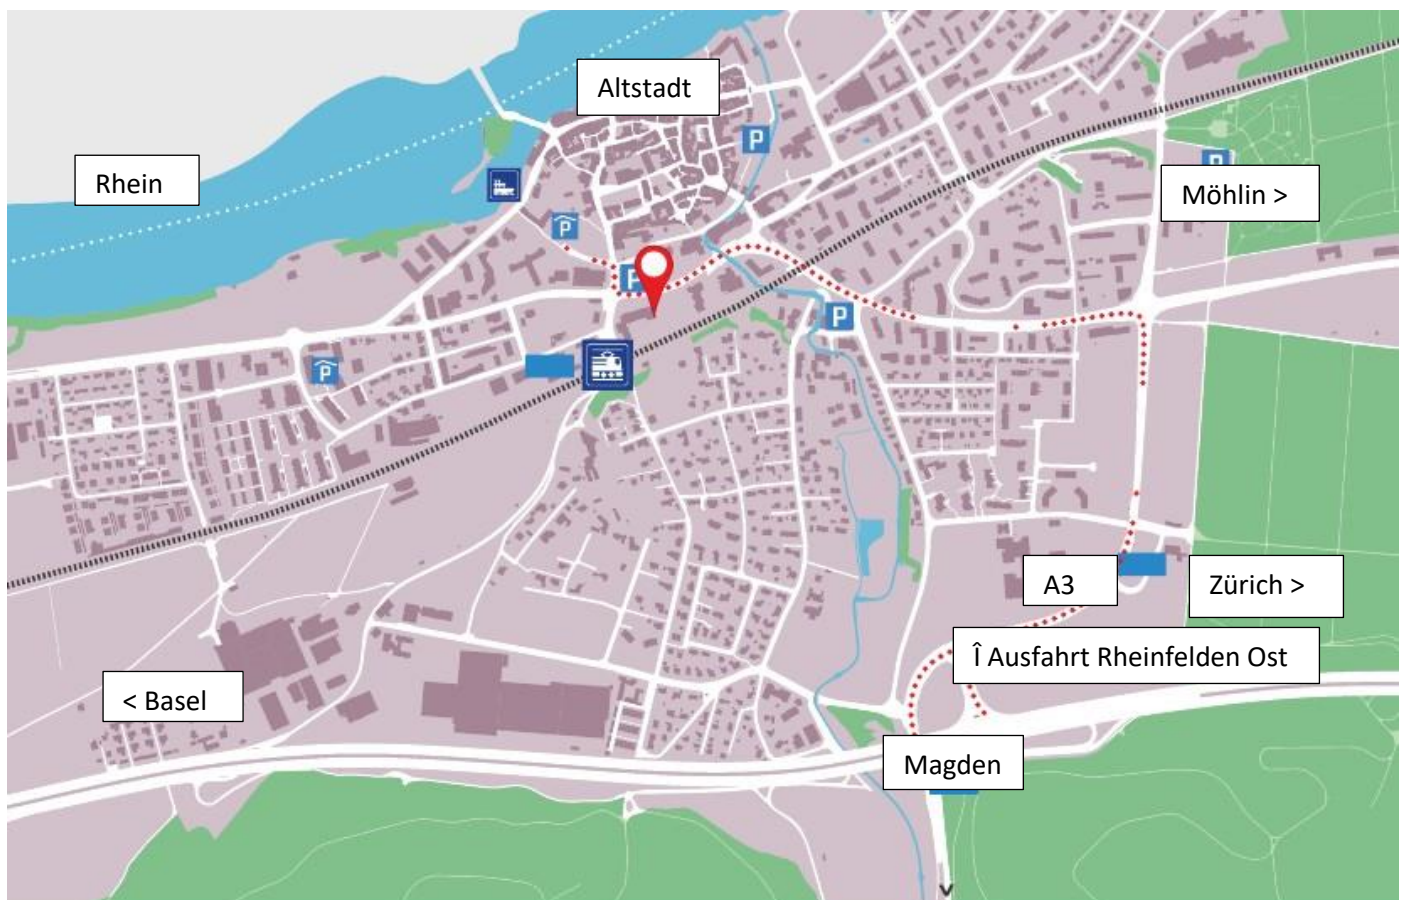 Altstadt
P
Rhein
P
Möhlin >
P
P
P
P
A3
Zürich >
Î Ausfahrt Rheinfelden Ost
< Basel
Magden